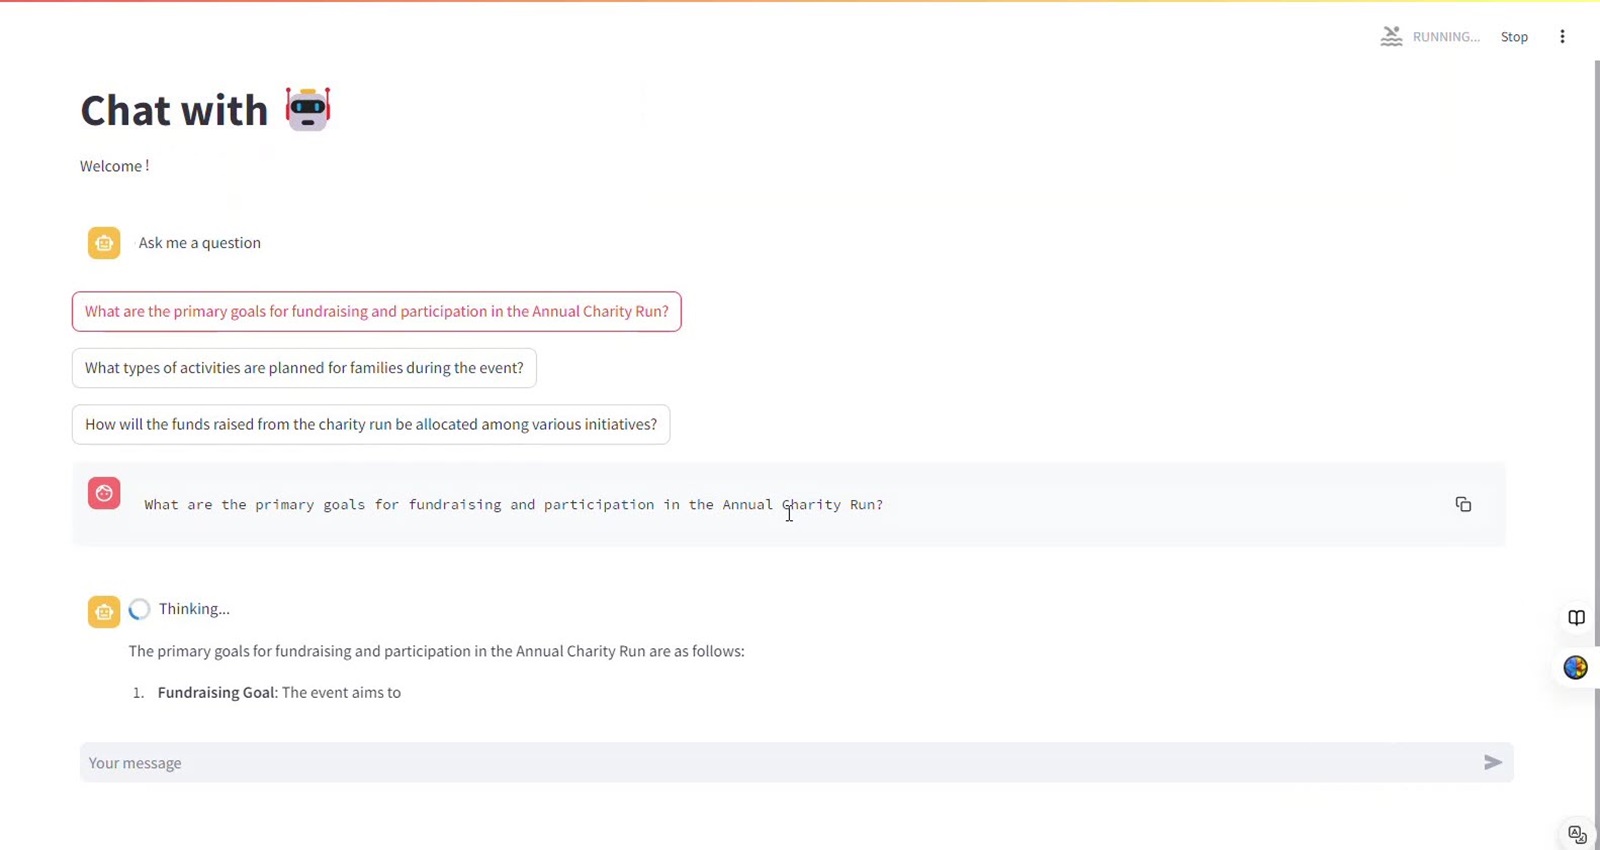 RUNNING... Stop
Chat with
Welcome !
Ask me a question
What are the primary goals for fundraising and participation in the Annual Charity Run?
What types of activities are planned for families during the event?
How will the funds raised from the charity run be allocated among various initiatives?
What are the primary goals for fundraising and participation in the Annual Charity Run?
Thinking...
The primary goals for fundraising and participation in the Annual Charity Run are as follows:
1. Fundraising Goal: The event aims to
Your message